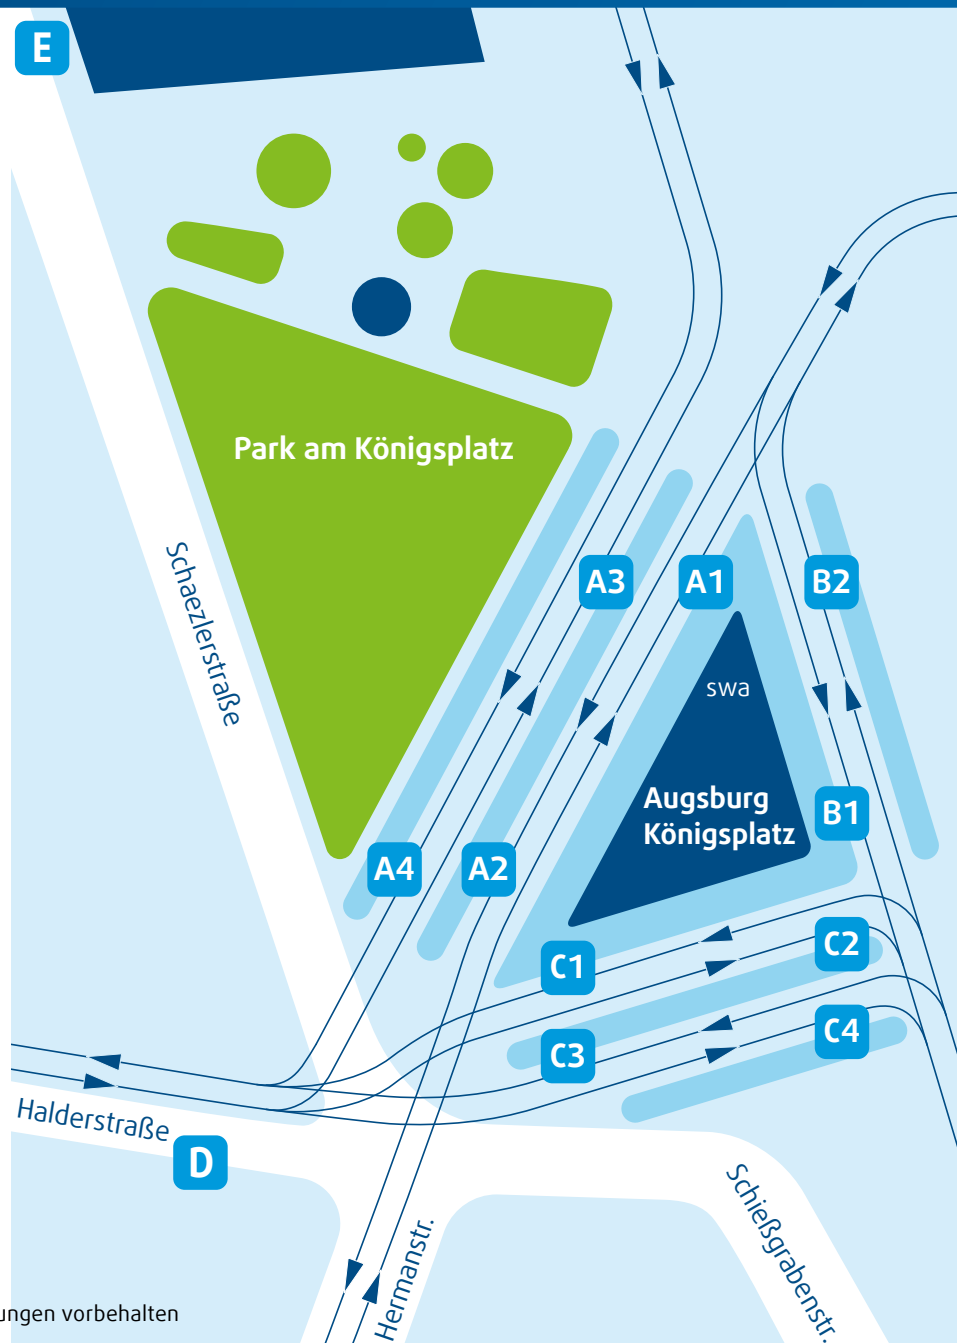 E
Park am Königsplatz
Schaezlerstraße
A3
A1
B2
swa
Augsburg
Königsplatz
B1
A4
A2
C2
C1
C4
C3
Halderstraße
D
Schießgrabenstr.
Hermanstr.
vorbehalten